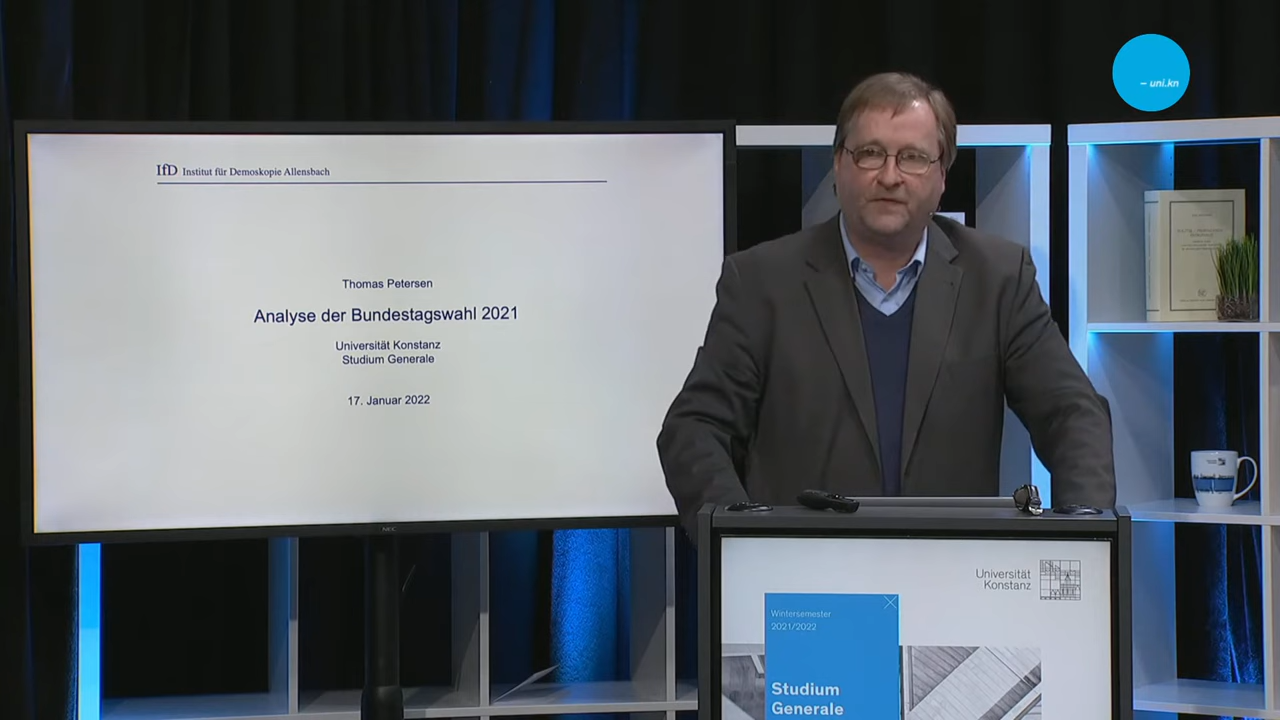 – uni.kn
IfD Institut für Demoskopie Allensbach
Thomas Petersen
Analyse der Bundestagswahl 2021
Universität Konstanz
Studium Generale
17. Januar 2022
NEC
Universität
Konstanz
Wintersemester
2021/2022
Studium
Generale